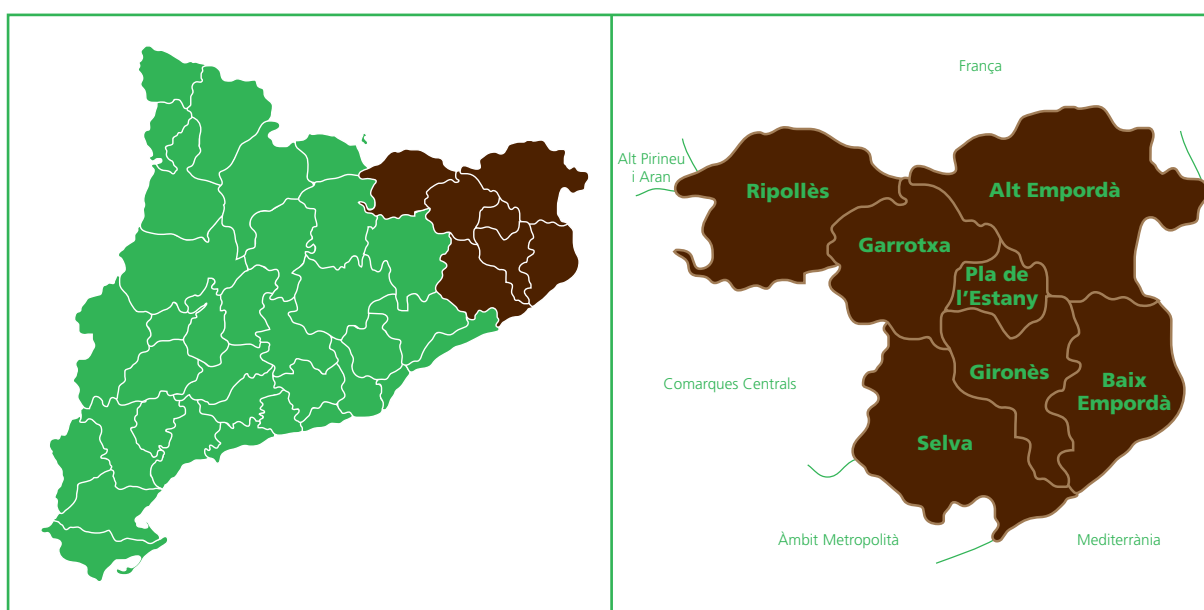 França
Alt Pirineu
i Aran
Ripollès
Alt Empordà
Garrotxa
Pla de
l'Estany
Gironès
Comarques Centrals
Baix
Empordà
Selva
Àmbit Metropolità
Mediterrània